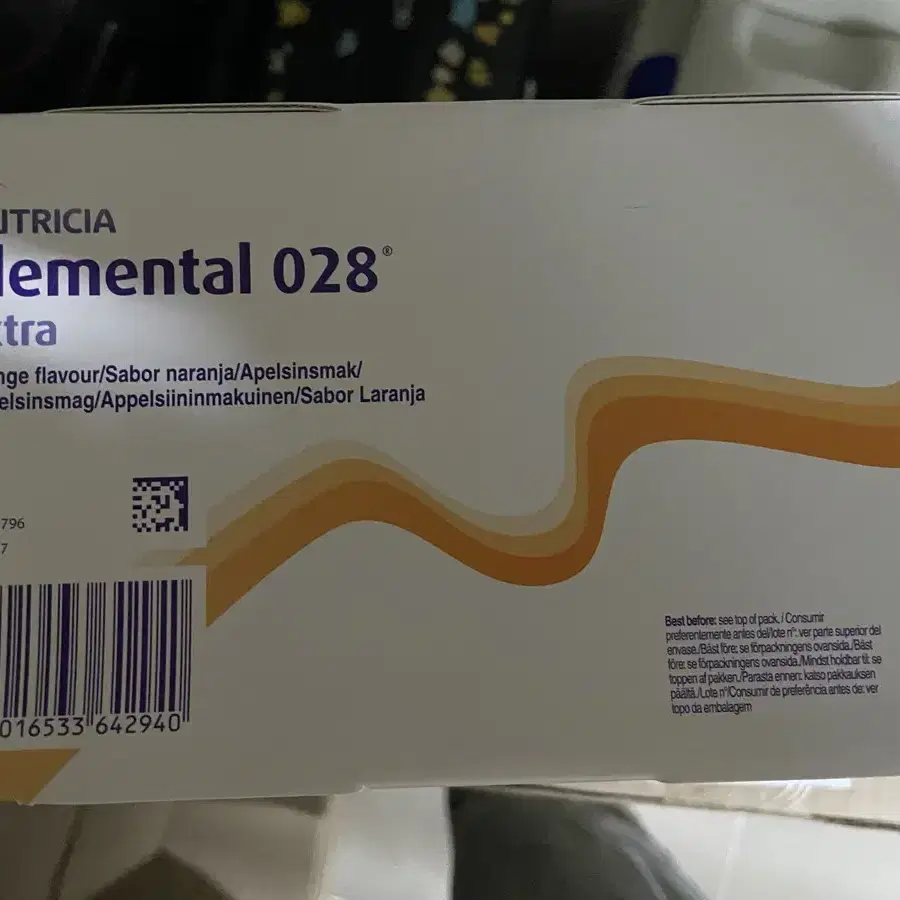 UTRICIA
lemental 028®
tra
nge flavour/Sabor naranja/Apelsinsmak/
elsinsmag/Appelsiininmakuinen/Sabor Laranja
796
7
016533 642940
Best before: see top of pack. / Consumir
preferentemente antes del/lote nº: ver parte superior del
envase./Bäst före: se förpackningens ovansida./Bäst
före: se förpackningens ovansida./Mindst holdbar til: se
toppen af pakken./Parasta ennen: katso pakkauksen
päältä./Lote nº/Consumir de preferência antes de: ver
topo da embalagem